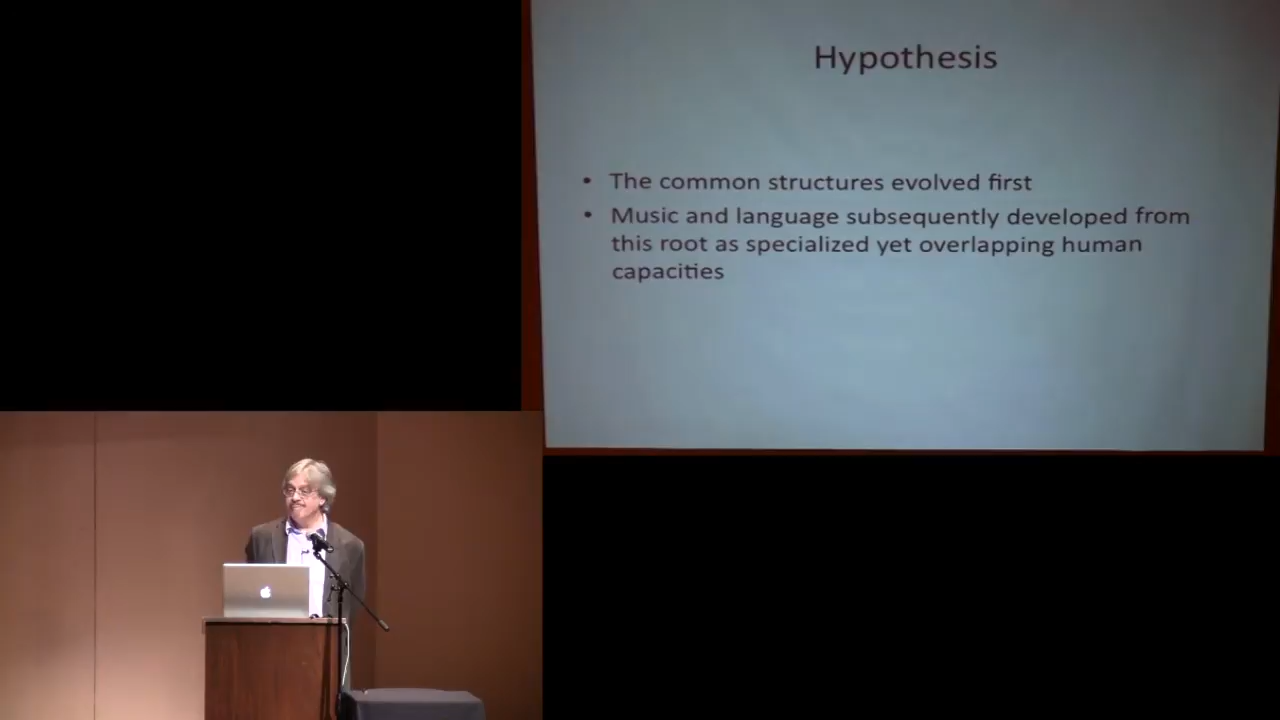 Hypothesis
• The common structures evolved first
• Music and language subsequently developed from
this root as specialized yet overlapping human
capacities